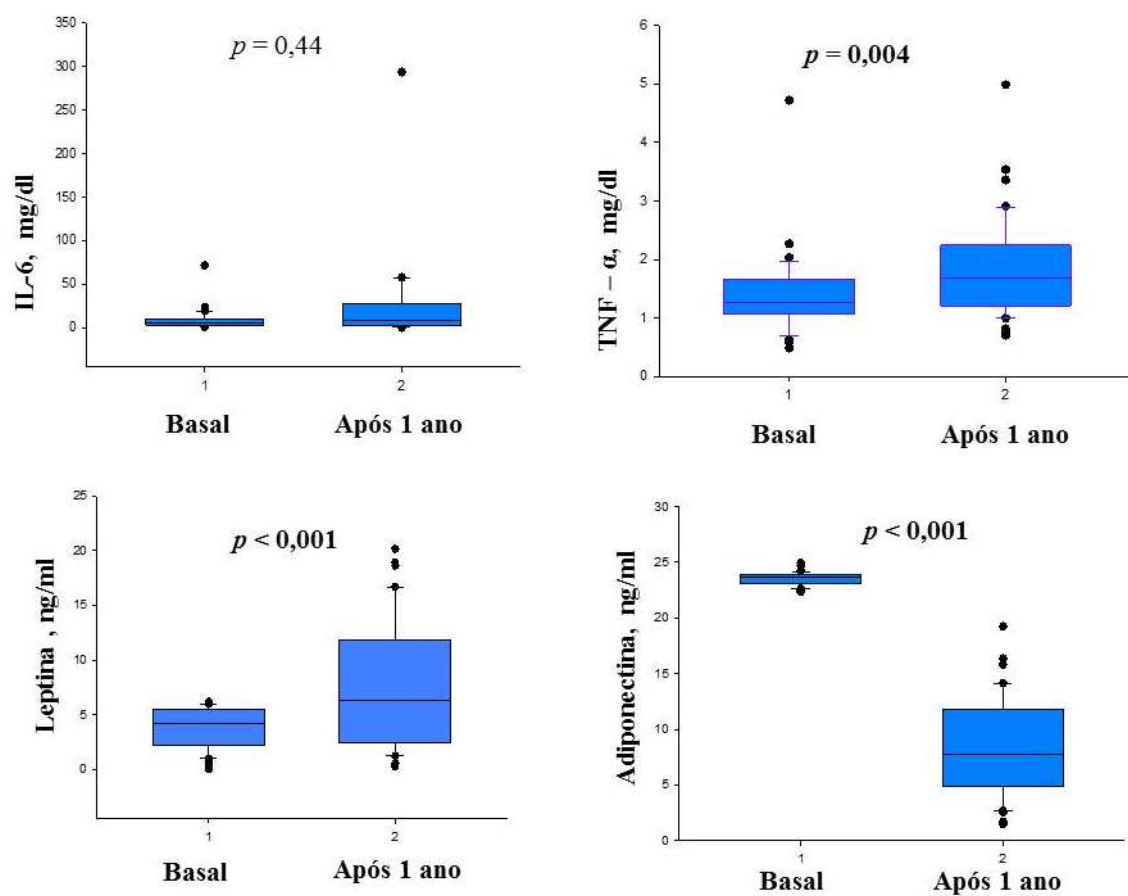 p = 0,44
IL-6, mg/dl
350
300
250
200
150
100
50
0
1
2
Basal
Após 1 ano
p = 0,004
TNF – α, mg/dl
6
5
4
3
2
1
0
1
2
Basal
Após 1 ano
p < 0,001
Leptina , ng/ml
25
20
15
10
5
0
1
2
Basal
Após 1 ano
p < 0,001
Adiponectina, ng/ml
30
25
20
15
10
5
0
1
2
Basal
Após 1 ano